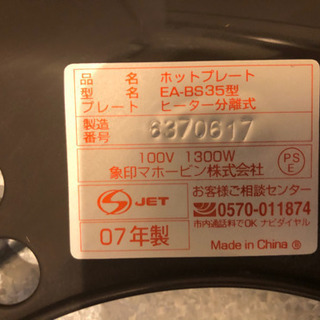 品 名 ホットプレート
型 名 EA-BS35型
プレート ヒーター分離式
製造番号 6370617
100V 1300W
象印マホービン株式会社
PS
E
S JET
お客様ご相談センター
0570-011874
市内通話料でOK ナビダイヤル
07年製
Made in China Ⓑ